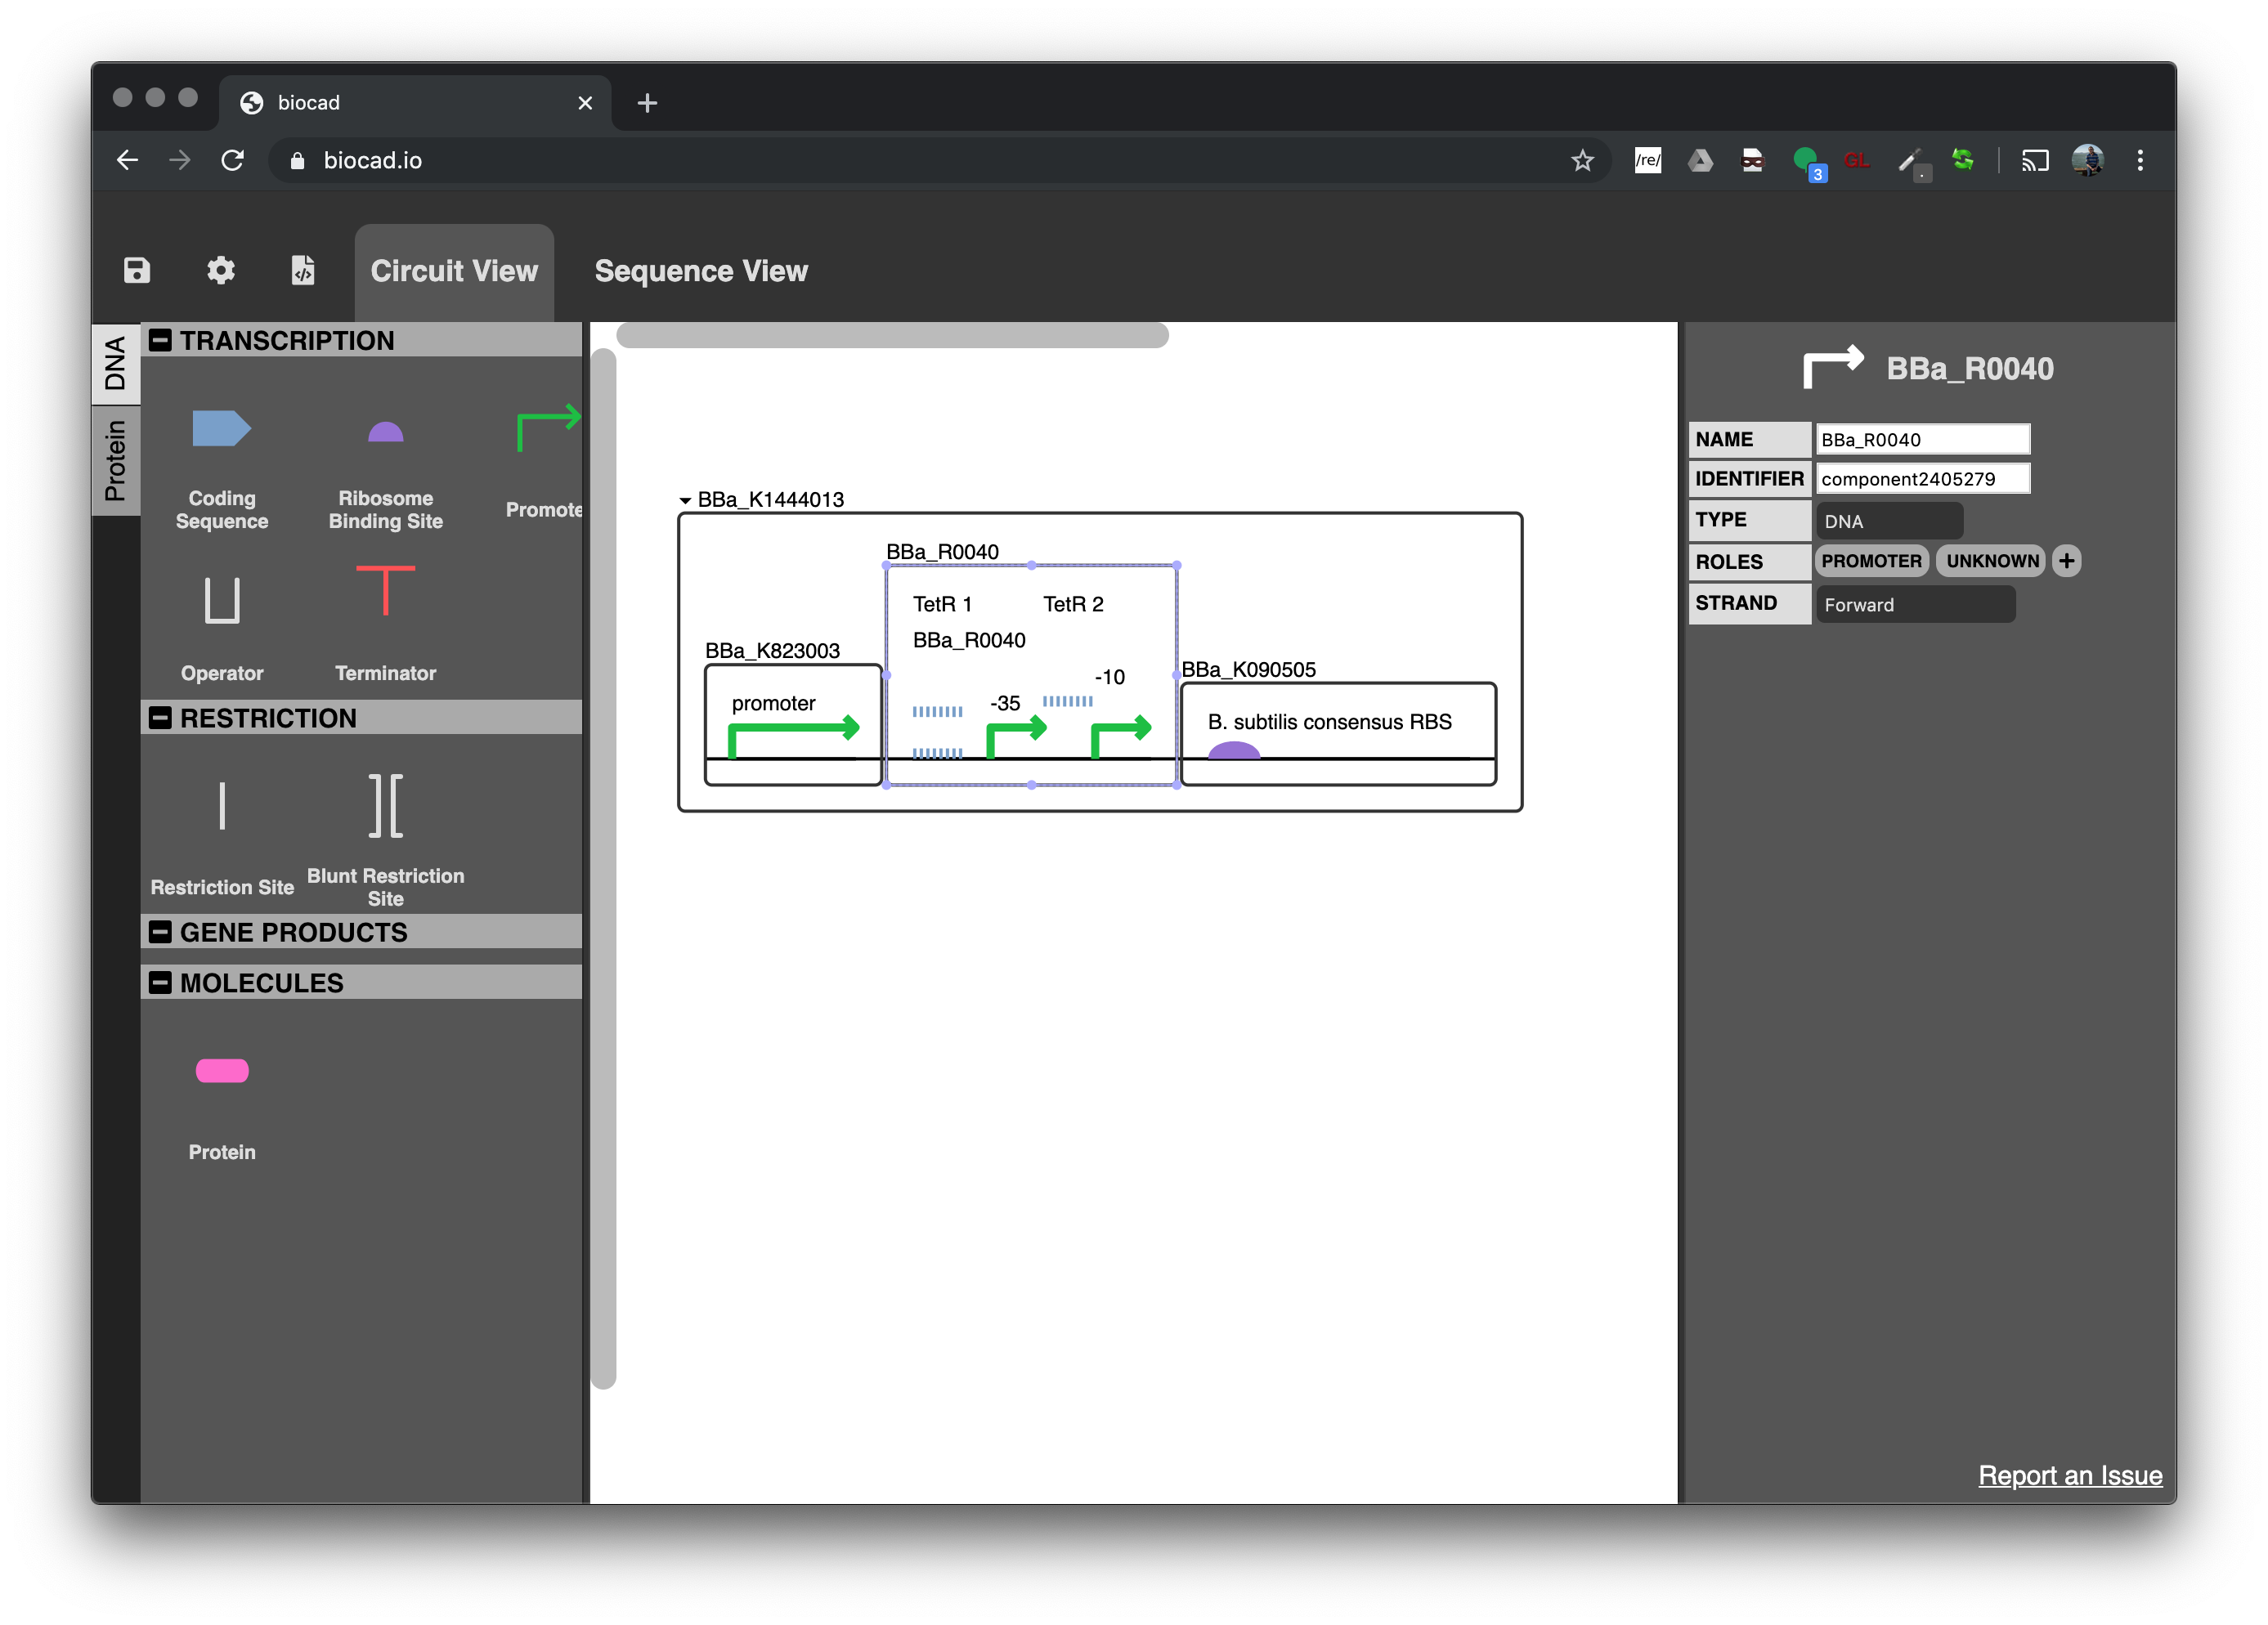 biocad
biocad.io
/re/
3
GL
Circuit View
Sequence View
DNA
Protein
TRANSCRIPTION
Coding
Sequence
Ribosome
Binding Site
Promote
Operator
Terminator
RESTRICTION
Restriction Site
Blunt Restriction
Site
GENE PRODUCTS
MOLECULES
Protein
BBa_K1444013
BBa_R0040
TetR 1
TetR 2
BBa_R0040
BBa_K823003
promoter
-35
-10
BBa_K090505
B. subtilis consensus RBS
BBa_R0040
NAME
BBa_R0040
IDENTIFIER
component2405279
TYPE
DNA
ROLES
PROMOTER
UNKNOWN
STRAND
Forward
Report an Issue